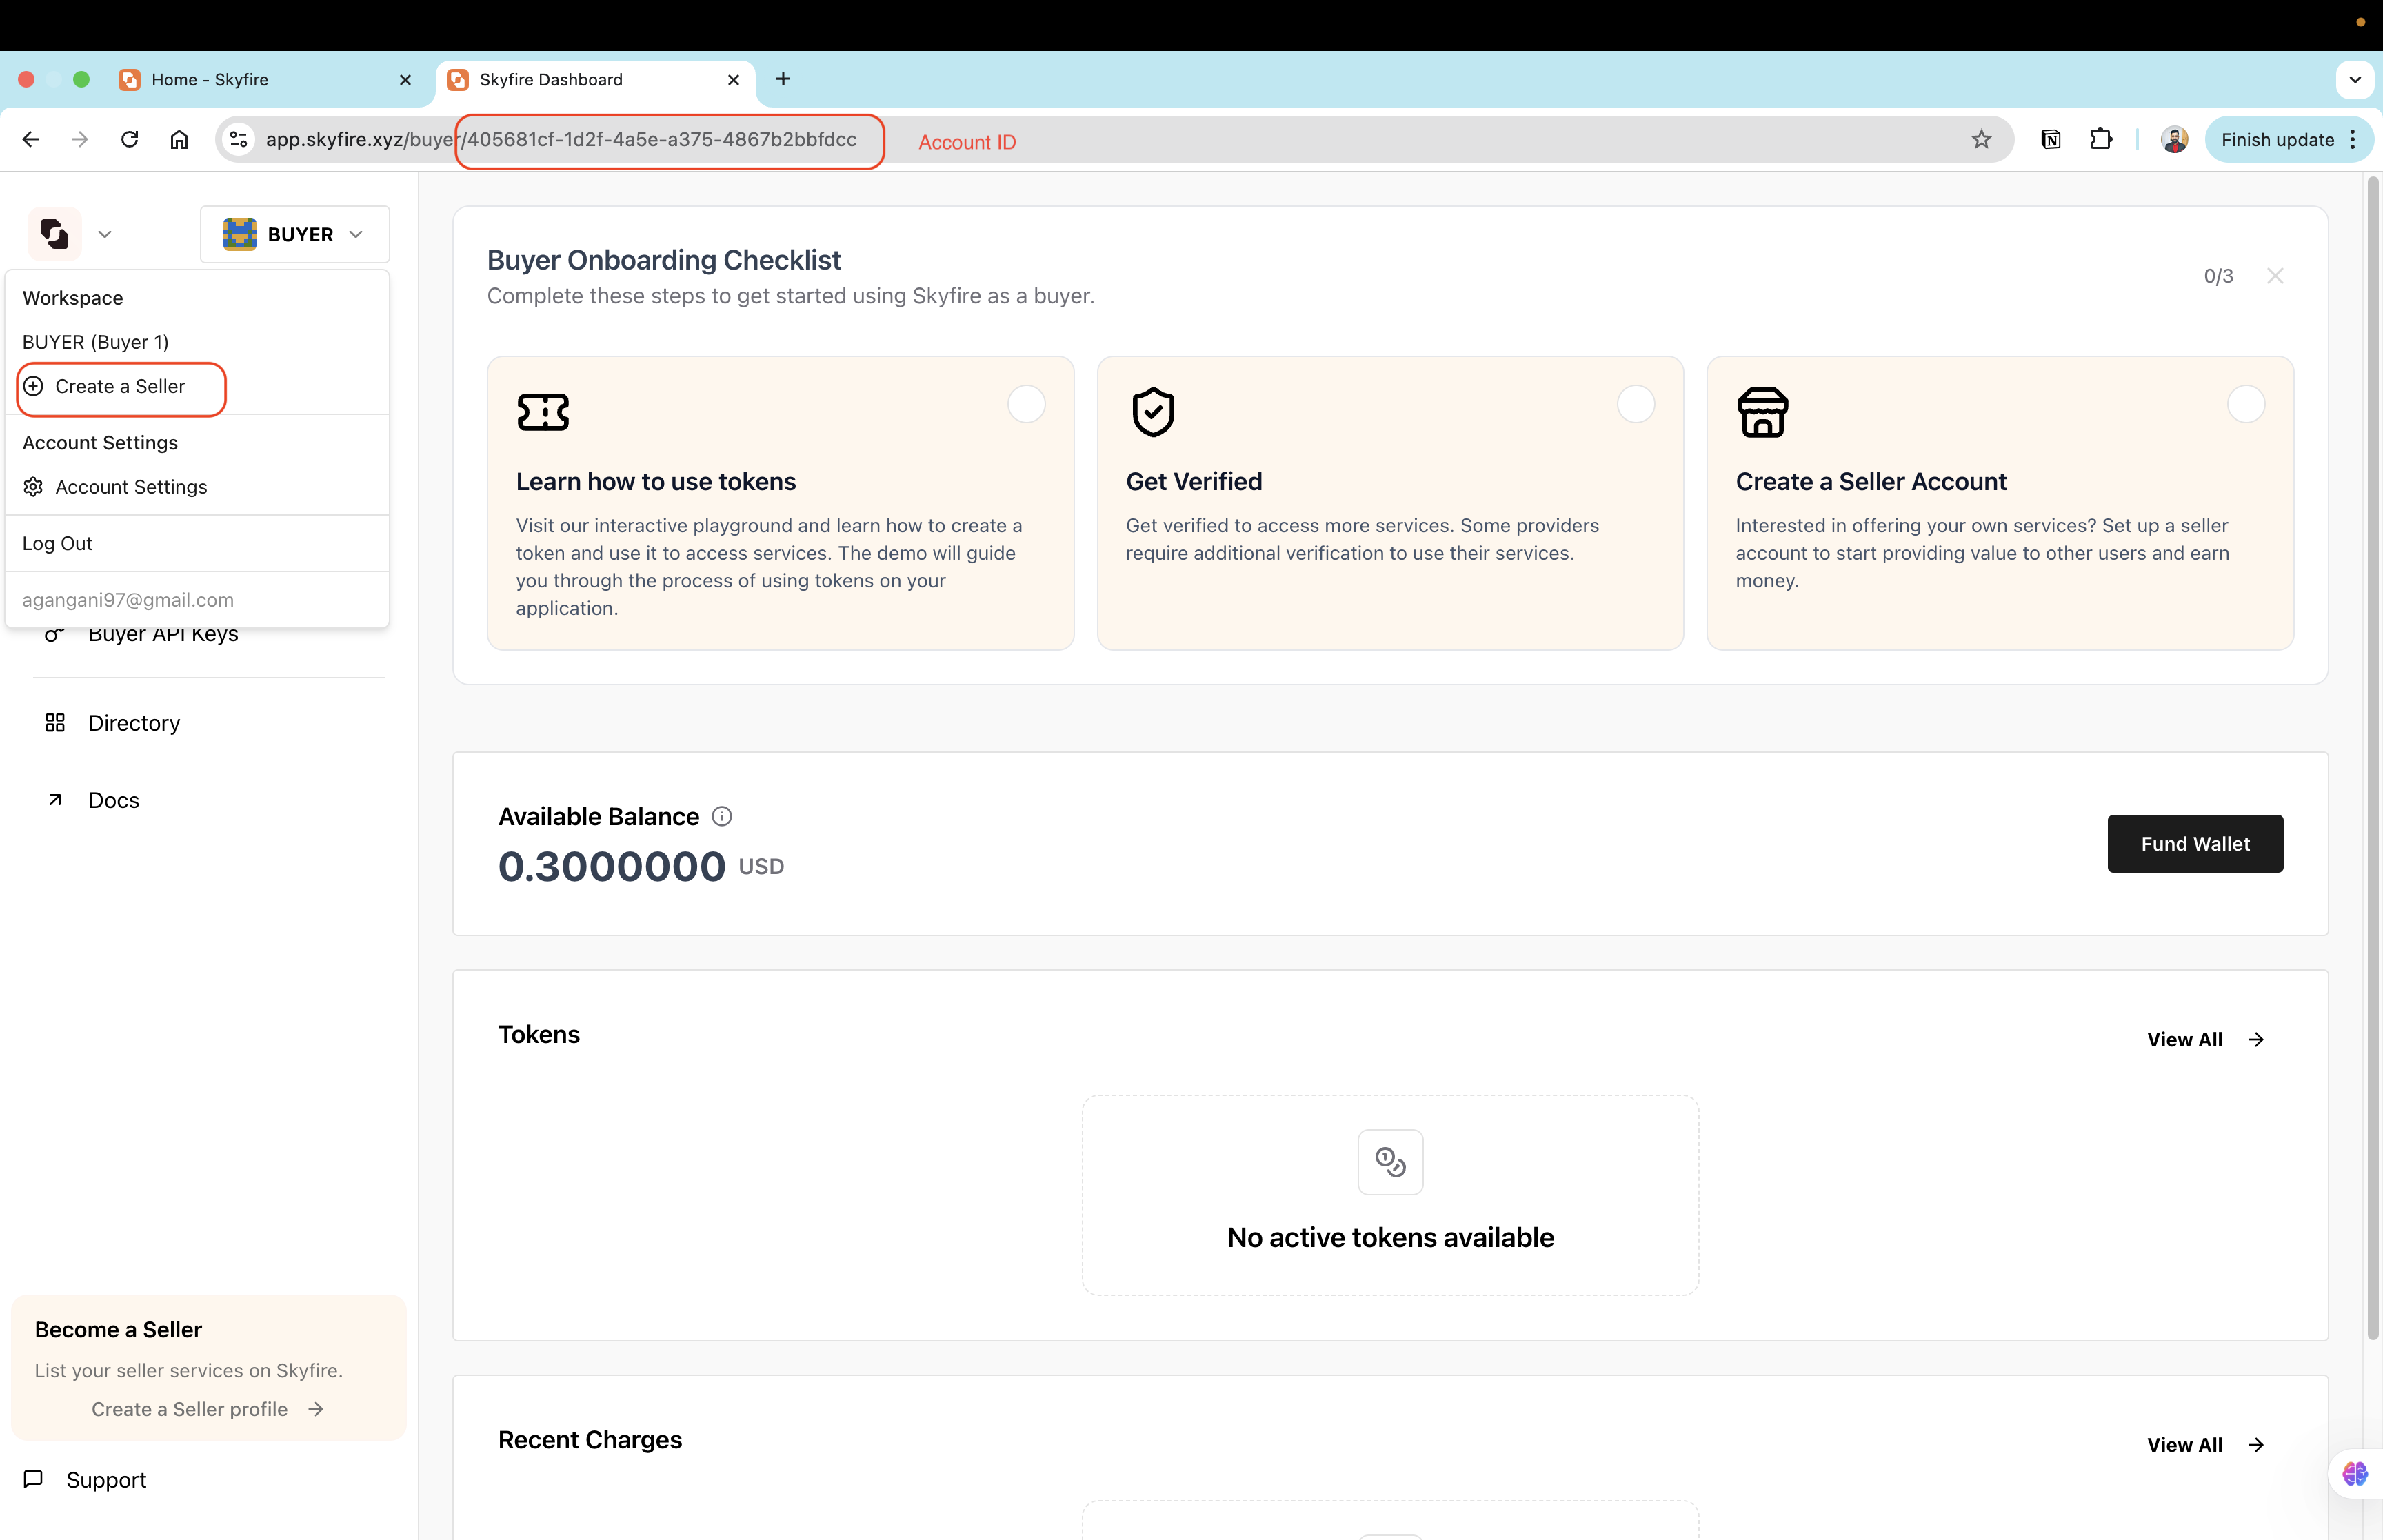 Home - Skyfire
Skyfire Dashboard
app.skyfire.xyz/buyer/405681cf-1d2f-4a5e-a375-4867b2bbfdcc
Account ID
Finish update
BUYER
Workspace
BUYER (Buyer 1)
Create a Seller
Account Settings
Account Settings
Log Out
agangani97@gmail.com
Buyer API Keys
Directory
Docs
Become a Seller
List your seller services on Skyfire.
Create a Seller profile
Support
Buyer Onboarding Checklist
Complete these steps to get started using Skyfire as a buyer.
0/3
Learn how to use tokens
Visit our interactive playground and learn how to create a
token and use it to access services. The demo will guide
you through the process of using tokens on your
application.
Get Verified
Get verified to access more services. Some providers
require additional verification to use their services.
Create a Seller Account
Interested in offering your own services? Set up a seller
account to start providing value to other users and earn
money.
Available Balance
0.3000000 USD
Fund Wallet
Tokens
View All
No active tokens available
Recent Charges
View All